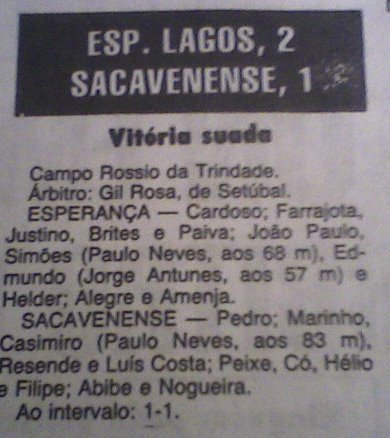 ESP. LAGOS, 2
SACAVENENSE, 1
Vitória suada
Campo Rossio da Trindade.
Árbitro: Gil Rosa, de Setúbal.
ESPERANÇA — Cardoso; Farrajota,
Justino, Brites e Paiva; João Paulo,
Simões (Paulo Neves, aos 68 m), Ed-
mundo (Jorge Antunes, aos 57 m) e
Helder; Alegre e Amenja.
SACAVENENSE — Pedro; Marinho,
Casimiro (Paulo Neves, aos 83 m),
Resende e Luís Costa; Peixe, Có, Hélio
e Filipe; Abibe e Nogueira.
Ao intervalo: 1-1.